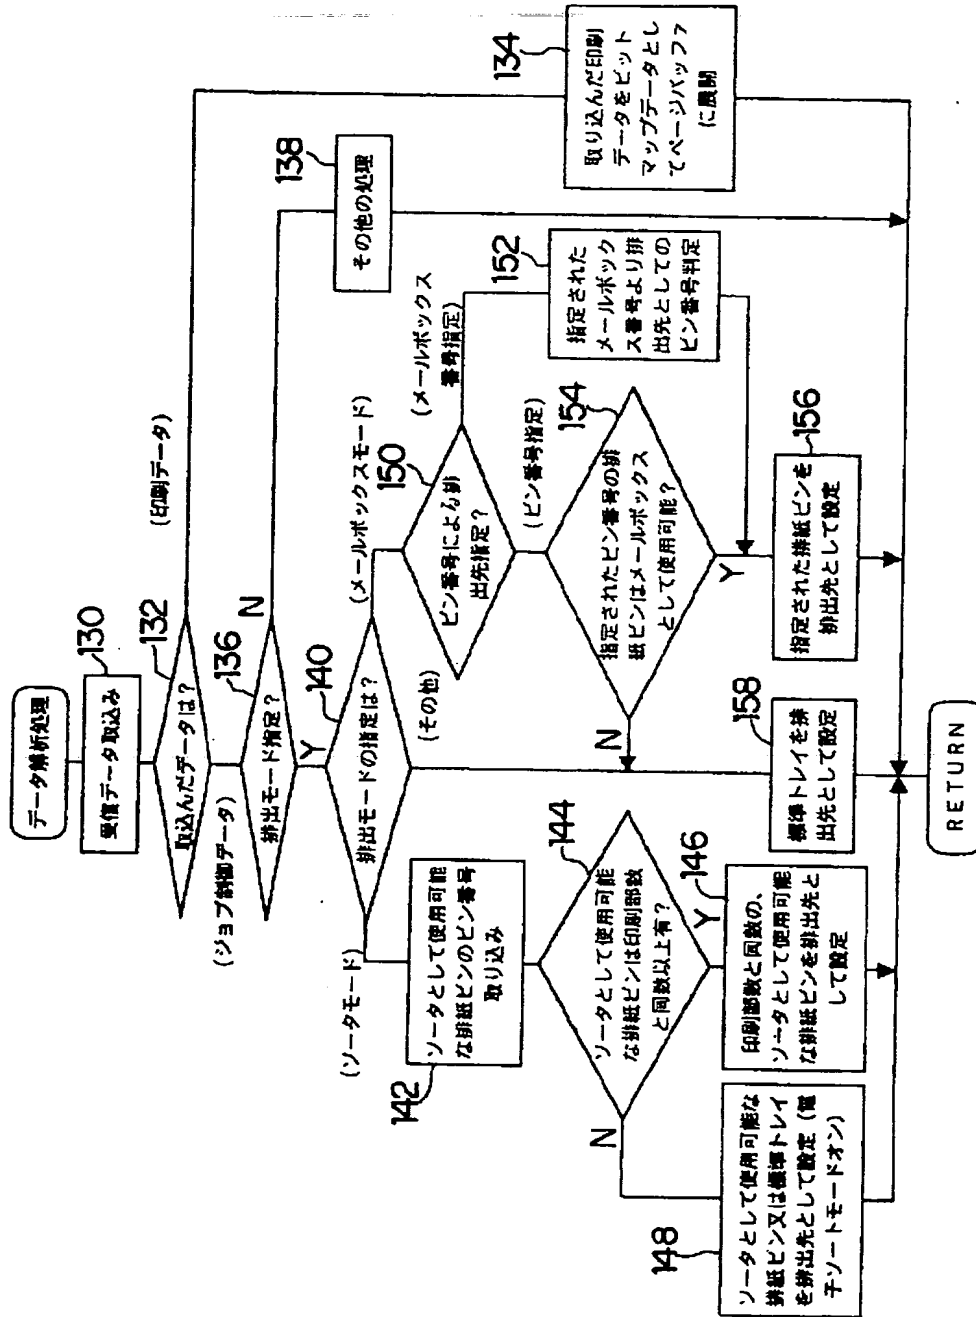 データ解析処理
130
受信データ取込み
132
取込んだデータは?
(印刷データ)
134
取り込んだ印刷
データをビット
マップデータとし
てページバッファ
に展開
(ジョブ制御データ)
136
排出モード指定?
N
138
その他の処理
Y
140
排出モードの指定は?
(ソータモード)
(その他)
(メールボックスモード)
142
ソータとして使用可能
な排紙ビンのビン番号
取り込み
144
ソータとして使用可能
な排紙ビンは印刷部数
と同数以上有?
N
Y
146
印刷部数と同数の、
ソータとして使用可能
な排紙ビンを排出先と
して設定
148
ソータとして使用可能な
排紙ビン又は標準トレイ
を排出先として設定(電
子ソートモードオン)
150
ビン番号による排
出先指定?
(メールボックス
番号指定)
152
指定された
メールボック
ス番号より排
出先としての
ビン番号判定
(ビン番号指定)
154
指定されたビン番号の排
紙ビンはメールボックス
として使用可能?
N
Y
156
指定された排紙ビンを
排出先として設定
158
標準トレイを排
出先として設定
RETURN